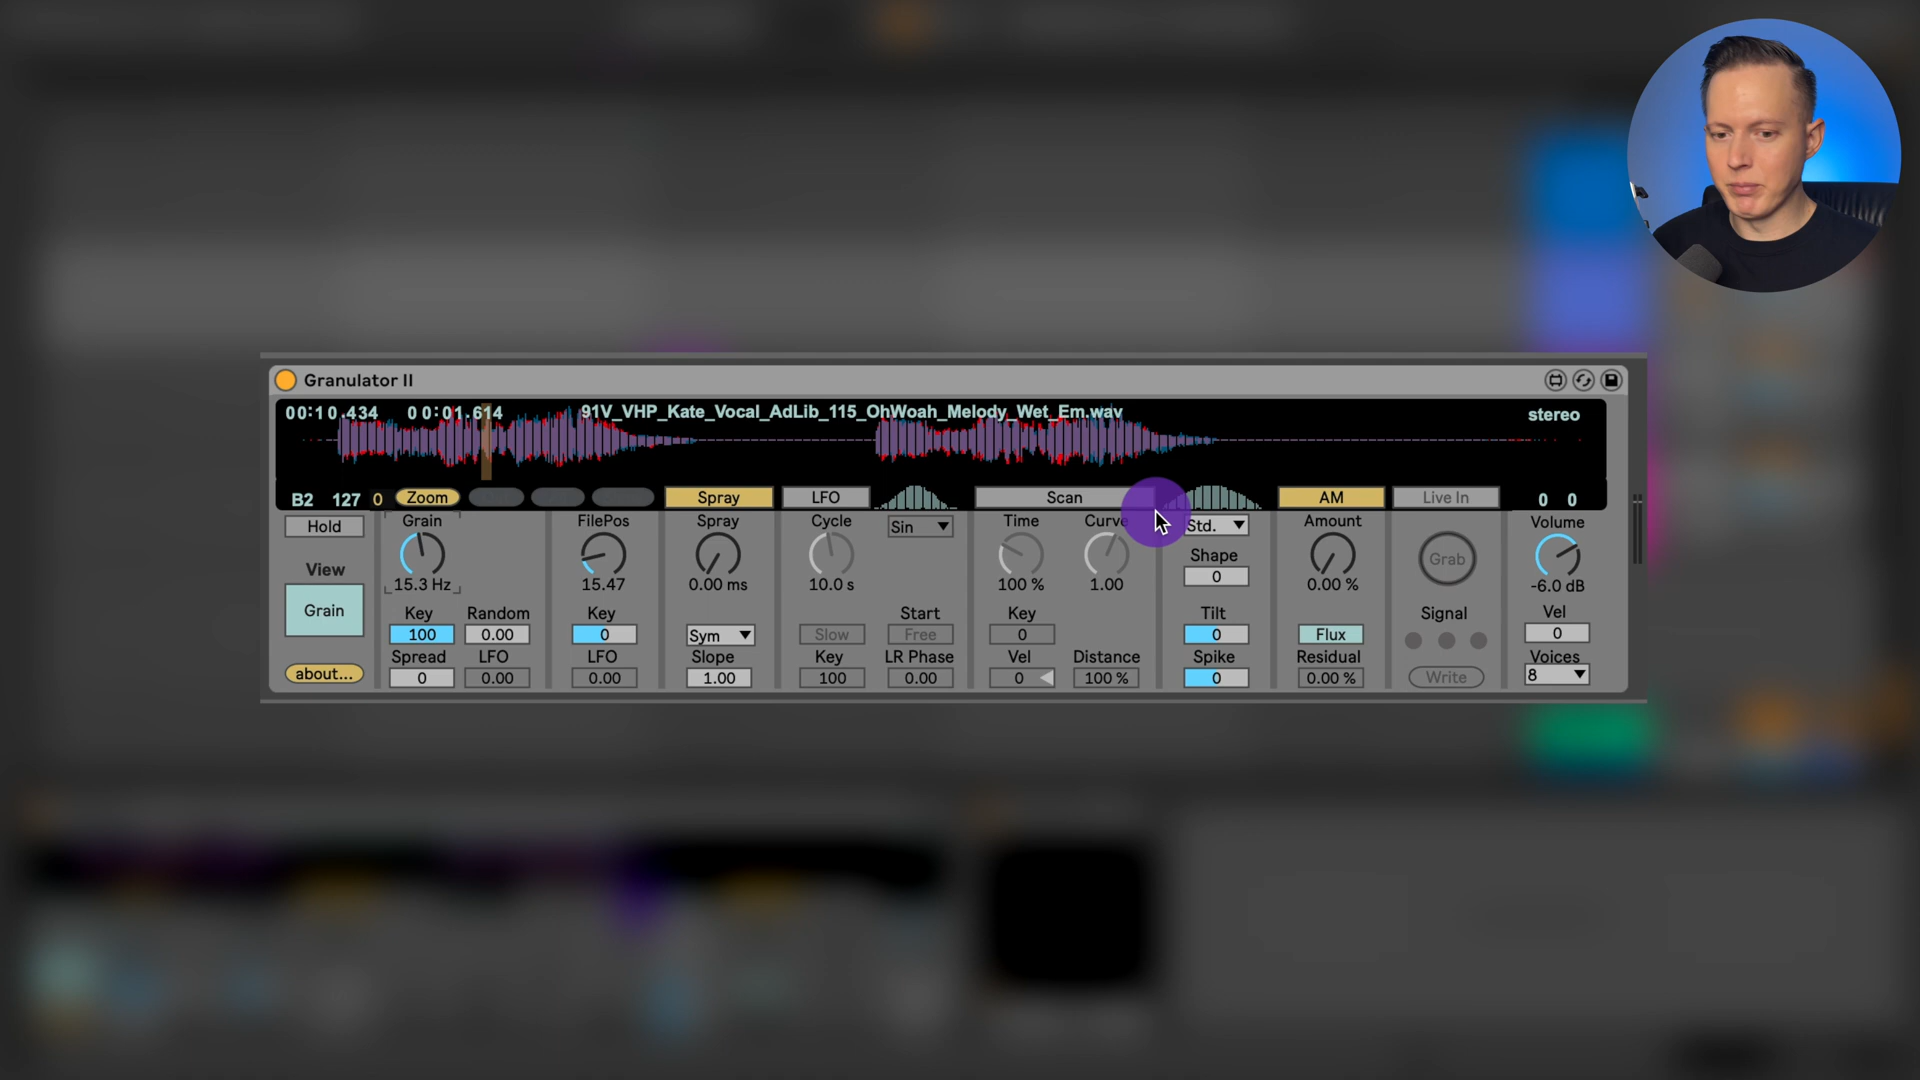 Granulator II
00:10.434 00:01.614 91V_VHP_Kate_Vocal_AdLib_115_OhWoah_Melody_Wet_Em.wav stereo
B2 127 0 Zoom Spray LFO Scan AM Live In 0 0
Hold Grain FilePos Spray Cycle Sin Time Curve Std. Amount Volume
View Shape Grab
15.3 Hz 15.47 0.00 ms 10.0 s 100 % 1.00 0 0.00 % -6.0 dB
Grain Key Random Key Start Key Tilt Signal Vel
100 0.00 0 Sym Slow Free 0 0 Flux 0
Spread LFO LFO Slope Key LR Phase Vel Distance Spike Residual Voices
about... 0 0.00 0.00 1.00 100 0.00 0 100 % 0 0.00 % Write 8